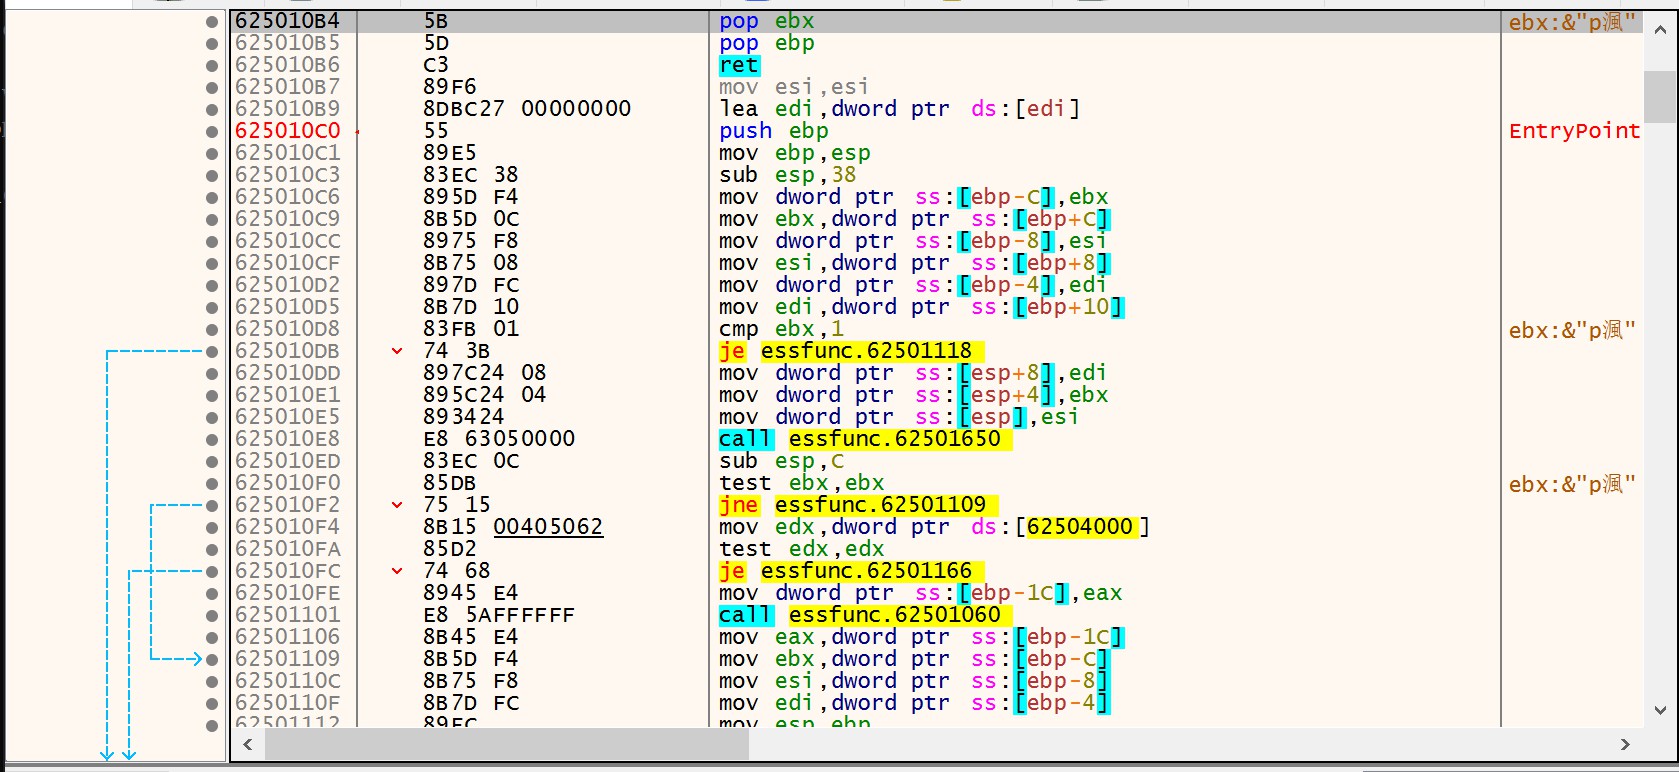 625010B4 5B pop ebx ebx:&"p渢"
625010B5 5D pop ebp
625010B6 C3 ret
625010B7 89F6 mov esi,esi
625010B9 8DBC27 00000000 lea edi,dword ptr ds:[edi]
625010C0 55 push ebp EntryPoint
625010C1 89E5 mov ebp,esp
625010C3 83EC 38 sub esp,38
625010C6 895D F4 mov dword ptr ss:[ebp-C],ebx
625010C9 8B5D 0C mov ebx,dword ptr ss:[ebp+C]
625010CC 8975 F8 mov dword ptr ss:[ebp-8],esi
625010CF 8B75 08 mov esi,dword ptr ss:[ebp+8]
625010D2 897D FC mov dword ptr ss:[ebp-4],edi
625010D5 8B7D 10 mov edi,dword ptr ss:[ebp+10]
625010D8 83FB 01 cmp ebx,1 ebx:&"p渢"
625010DB 74 3B je essfunc.62501118
625010DD 897C24 08 mov dword ptr ss:[esp+8],edi
625010E1 895C24 04 mov dword ptr ss:[esp+4],ebx
625010E5 893424 mov dword ptr ss:[esp],esi
625010E8 E8 63050000 call essfunc.62501650
625010ED 83EC 0C sub esp,C
625010F0 85DB test ebx,ebx ebx:&"p渢"
625010F2 75 15 jne essfunc.62501109
625010F4 8B15 00405062 mov edx,dword ptr ds:[62504000]
625010FA 85D2 test edx,edx
625010FC 74 68 je essfunc.62501166
625010FE 8945 E4 mov dword ptr ss:[ebp-1C],eax
62501101 E8 5AFFFFFF call essfunc.62501060
62501106 8B45 E4 mov eax,dword ptr ss:[ebp-1C]
62501109 8B5D F4 mov ebx,dword ptr ss:[ebp-C]
6250110C 8B75 F8 mov esi,dword ptr ss:[ebp-8]
6250110F 8B7D FC mov edi,dword ptr ss:[ebp-4]
62501112 89EC mov esp,ebp